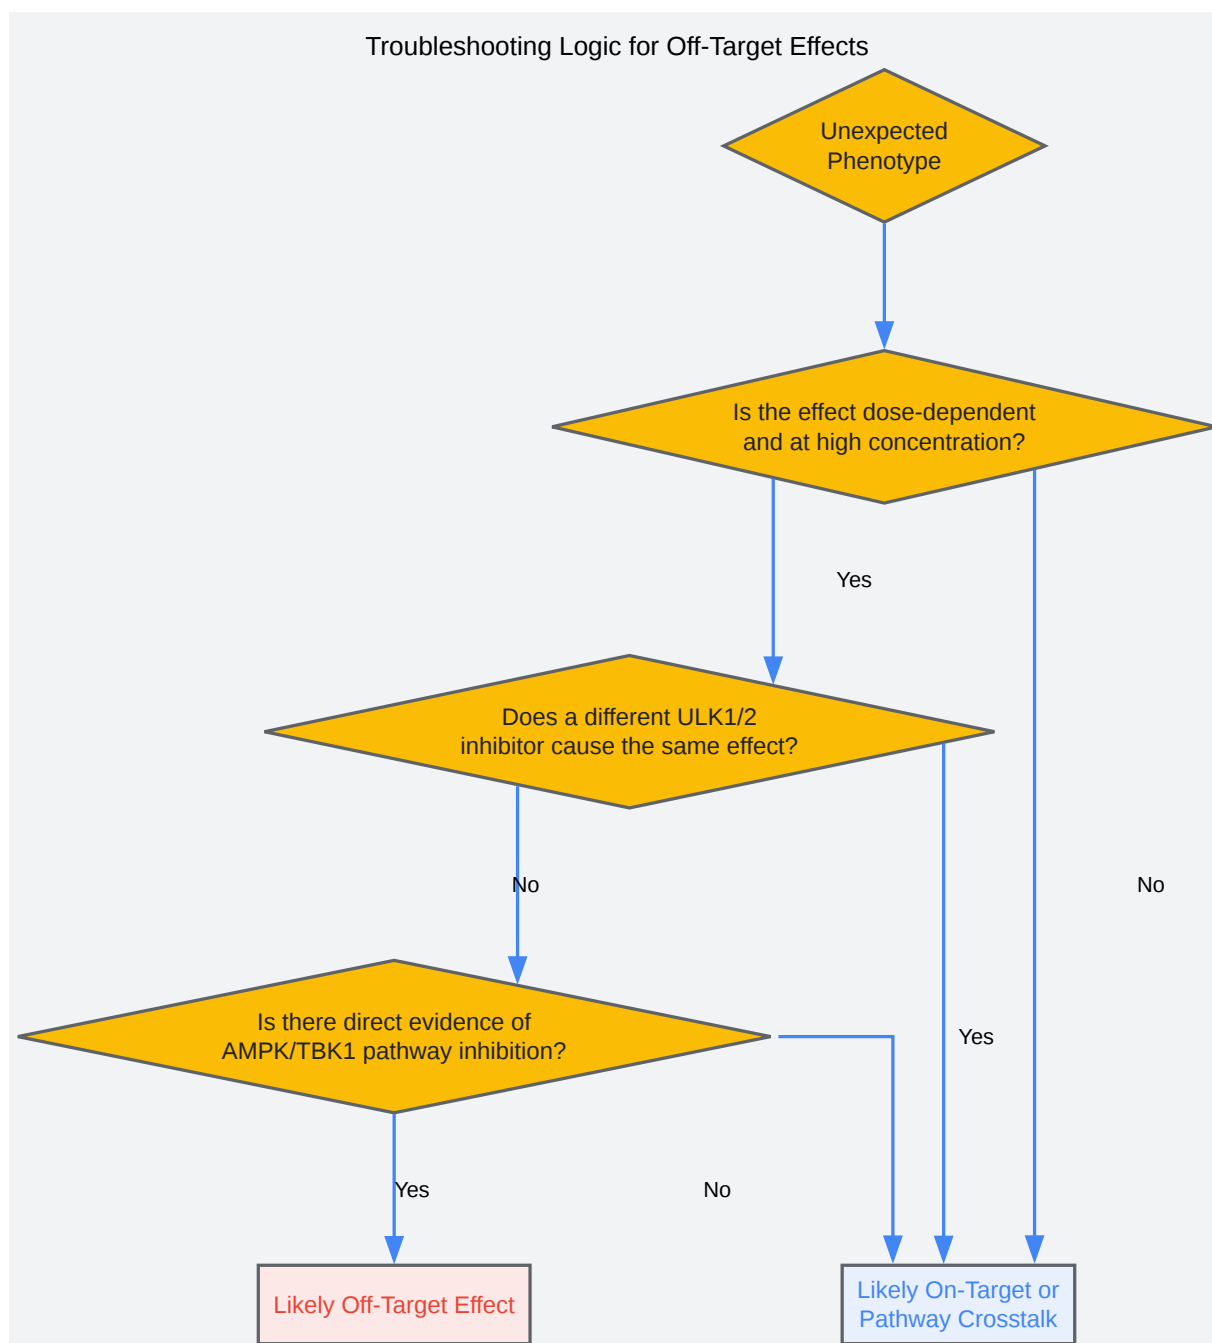 Troubleshooting Logic for Off-Target Effects
Unexpected
Phenotype
Is the effect dose-dependent
and at high concentration?
Yes
Does a different ULK1/2
inhibitor cause the same effect?
No
No
Is there direct evidence of
AMPK/TBK1 pathway inhibition?
Yes
Yes
No
Likely Off-Target Effect
Likely On-Target or
Pathway Crosstalk